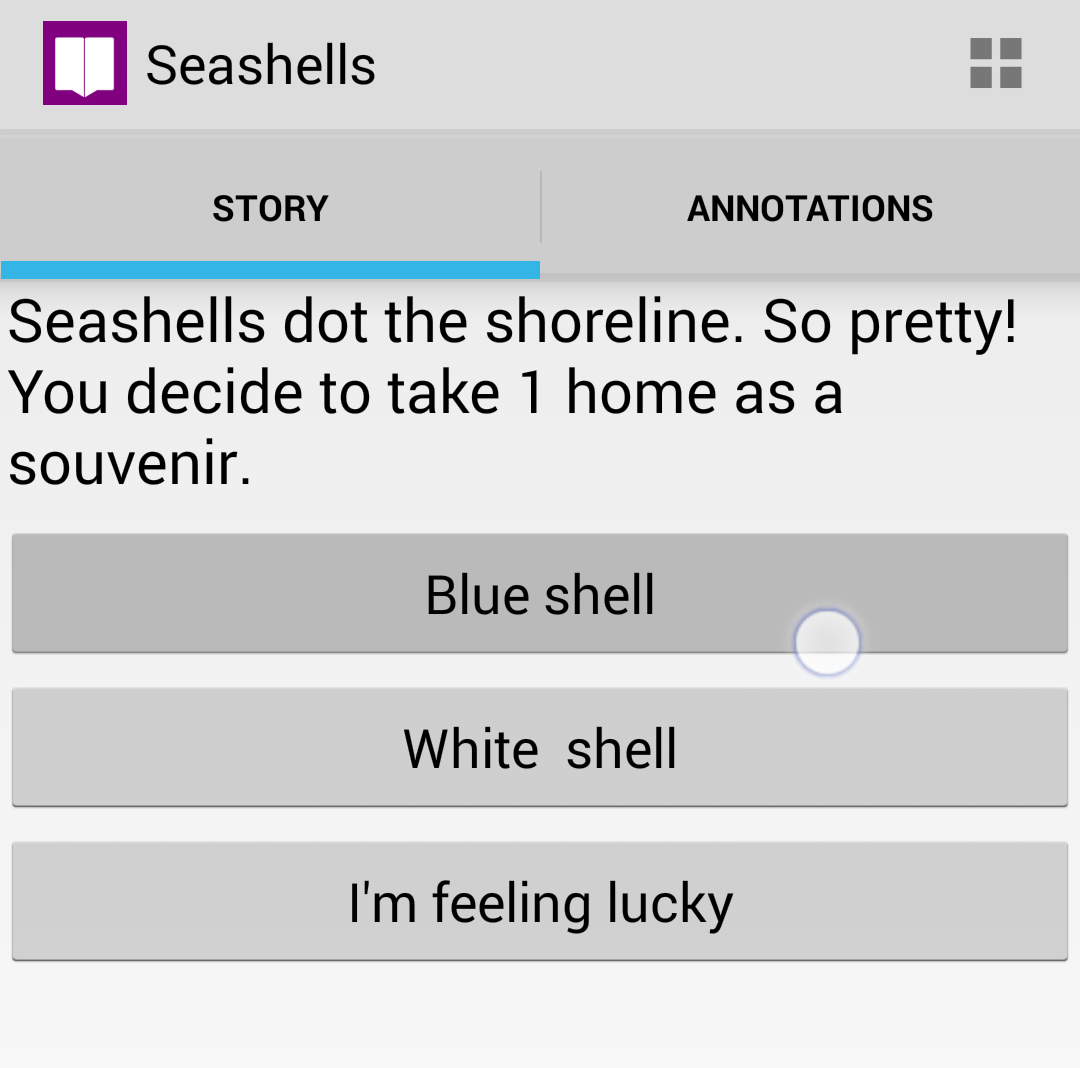 Seashells
STORY
ANNOTATIONS
Seashells dot the shoreline. So pretty!
You decide to take 1 home as a
souvenir.
Blue shell
White  shell
I'm feeling lucky